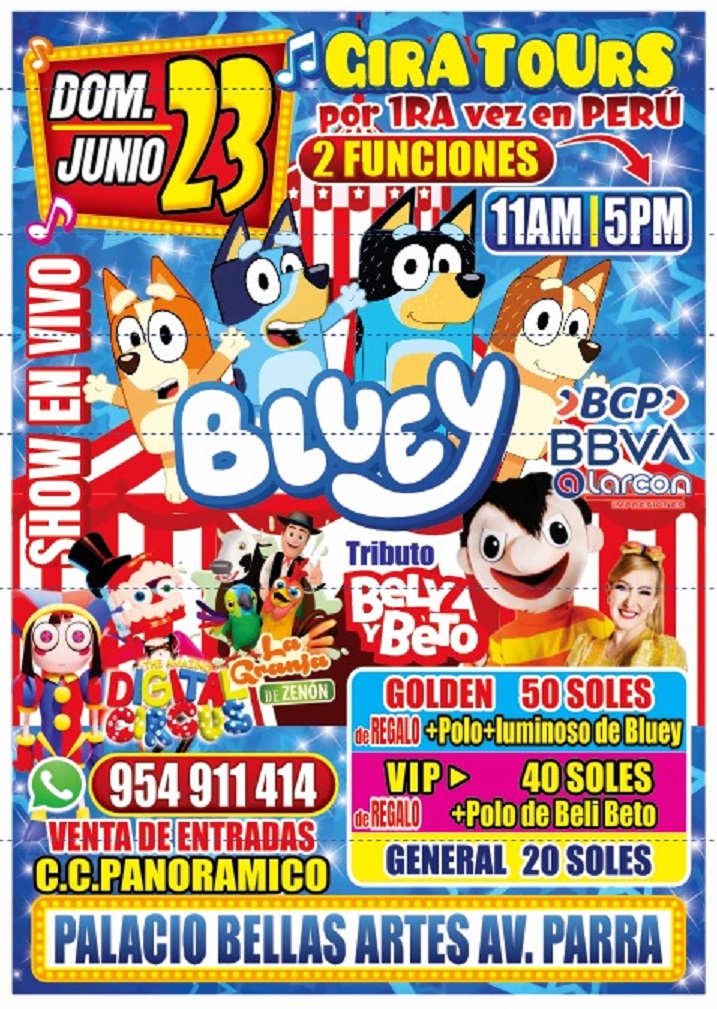 DOM.
JUNIO 23
GIRA TOURS
por 1RA vez en PERÚ
2 FUNCIONES
11AM | 5PM
SHOW EN VIVO
BLUEY
BCP
BBVA
@larcon
IMPRESIONES
Tributo
BELY
Y BETO
THE AMAZING
DIGITAL
CIRCUS
La
Granja
DE ZENÓN
GOLDEN 50 SOLES
de REGALO +Polo+luminoso de Bluey
VIP 40 SOLES
de REGALO +Polo de Beli Beto
GENERAL 20 SOLES
954 911 414
VENTA DE ENTRADAS
C.C.PANORAMICO
PALACIO BELLAS ARTES AV. PARRA